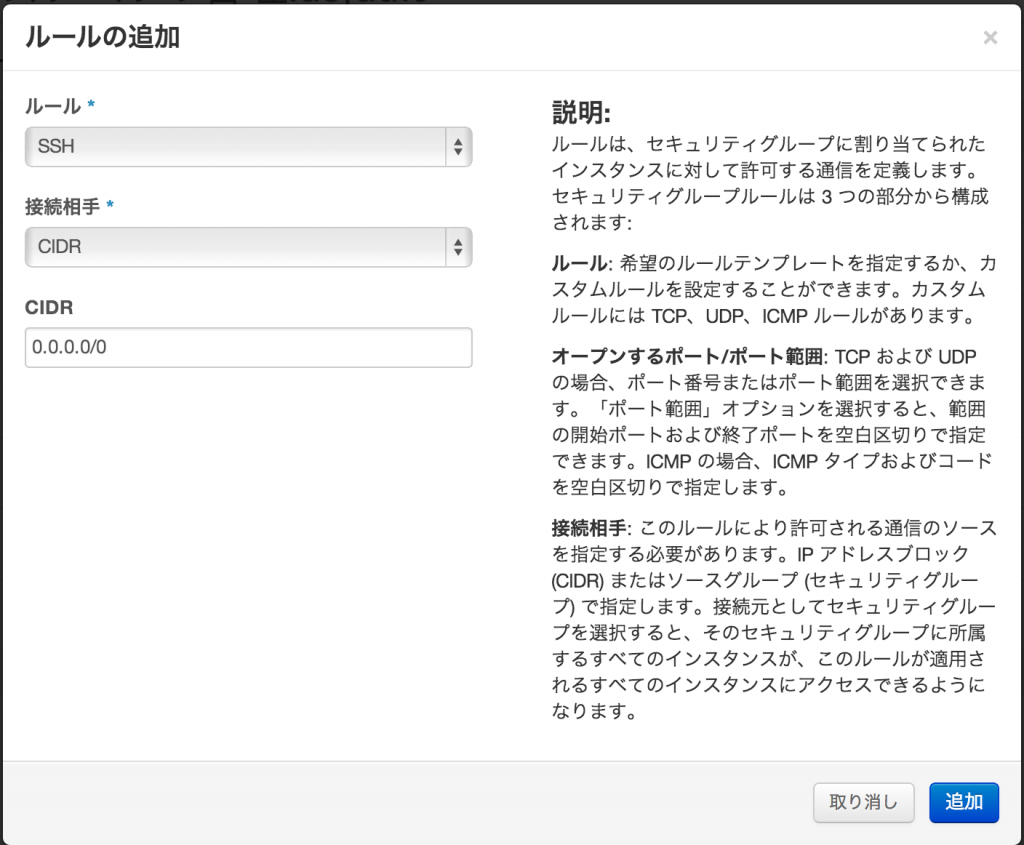 ルールの追加
×
ルール *
SSH
接続相手 *
CIDR
CIDR
0.0.0.0/0
説明:
ルールは、セキュリティグループに割り当てられた
インスタンスに対して許可する通信を定義します。
セキュリティグループルールは 3 つの部分から構成
されます:
ルール: 希望のルールテンプレートを指定するか、カ
スタムルールを設定することができます。カスタム
ルールには TCP、UDP、ICMP ルールがあります。
オープンするポート/ポート範囲: TCP および UDP
の場合、ポート番号またはポート範囲を選択できま
す。「ポート範囲」オプションを選択すると、範囲
の開始ポートおよび終了ポートを空白区切りで指定
できます。ICMP の場合、ICMP タイプおよびコード
を空白区切りで指定します。
接続相手: このルールにより許可される通信のソース
を指定する必要があります。IP アドレスブロック
(CIDR) またはソースグループ (セキュリティグルー
プ) で指定します。接続元としてセキュリティグルー
プを選択すると、そのセキュリティグループに所属
するすべてのインスタンスが、このルールが適用さ
れるすべてのインスタンスにアクセスできるように
なります。
取り消し
追加